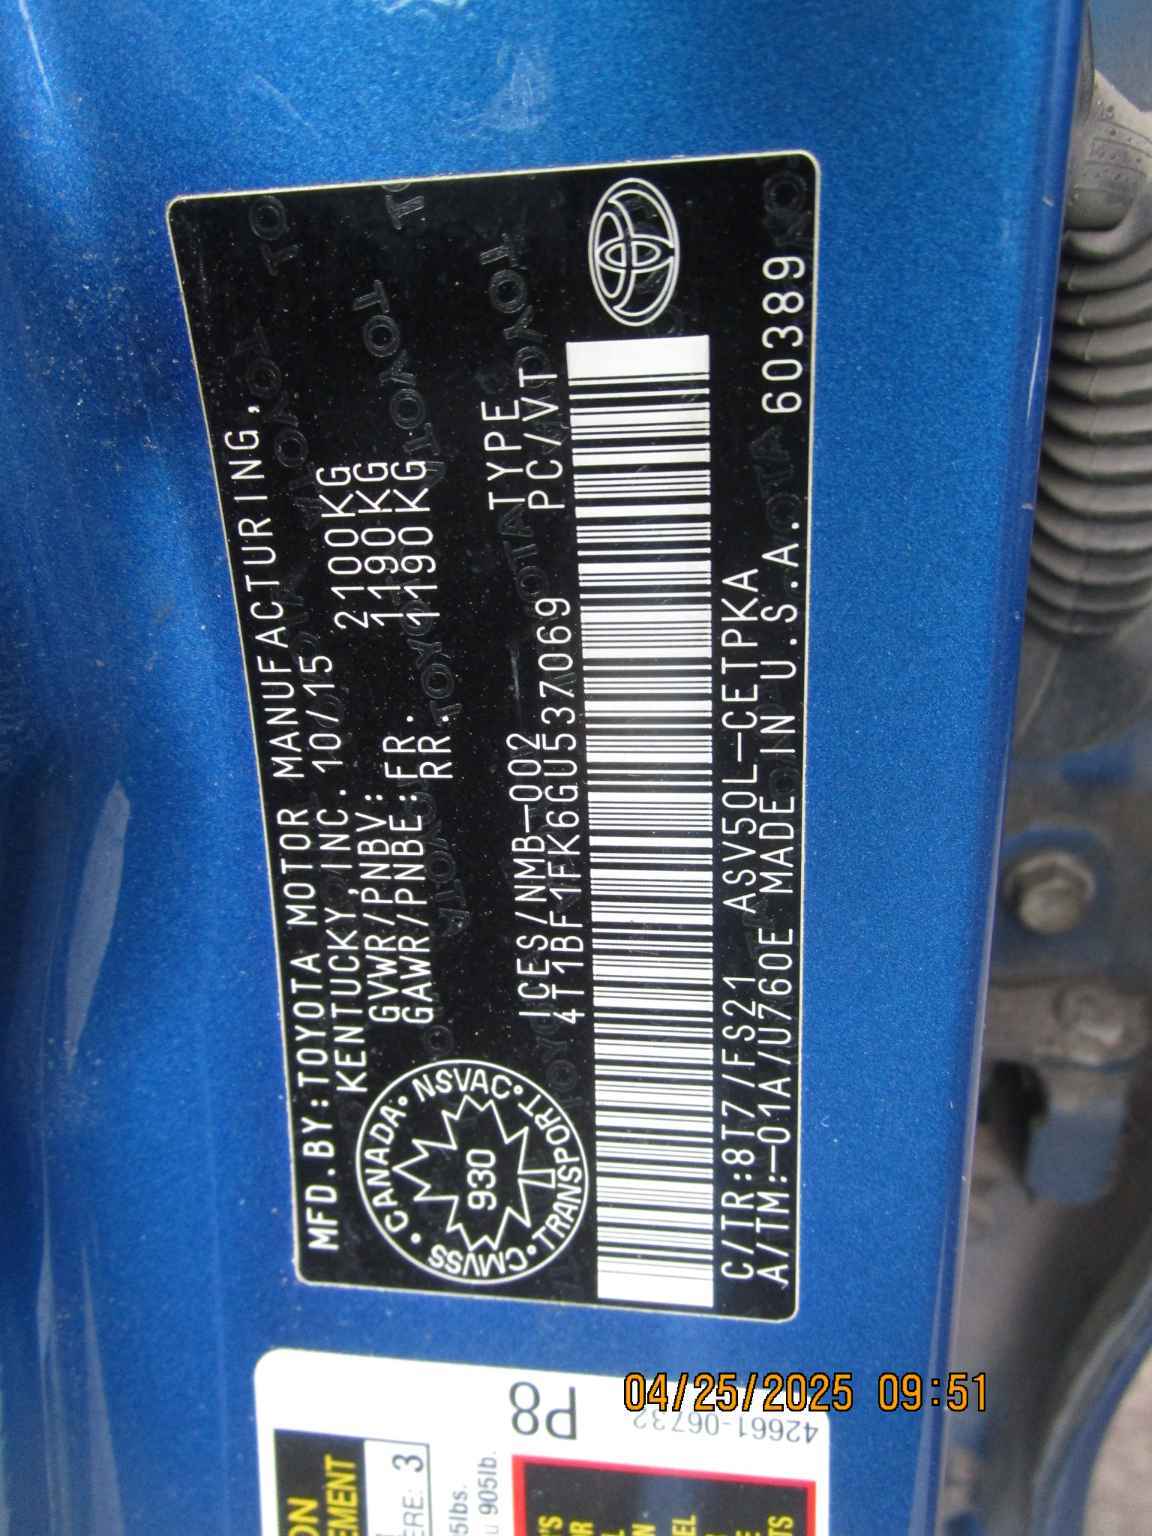 MFD.BY:TOYOTA MOTOR MANUFACTURING,
KENTUCKY,INC. 10/15
GVWR/PNBV: 2100KG
GAWR/PNBE:FR. 1190KG
RR. 1190KG
CANADA • NSVAC •
TRANSPORT • CMVSS •
930
ICES/NMB-002 TYPE
4T1BF1FK6GU537069 PC/VT
C/TR:8T7/FS21 ASV50L-CETPKA
A/TM:-01A/U760E MADE IN U.S.A. 60389
P8
42661-06732
04/25/2025 09:51
905lb.